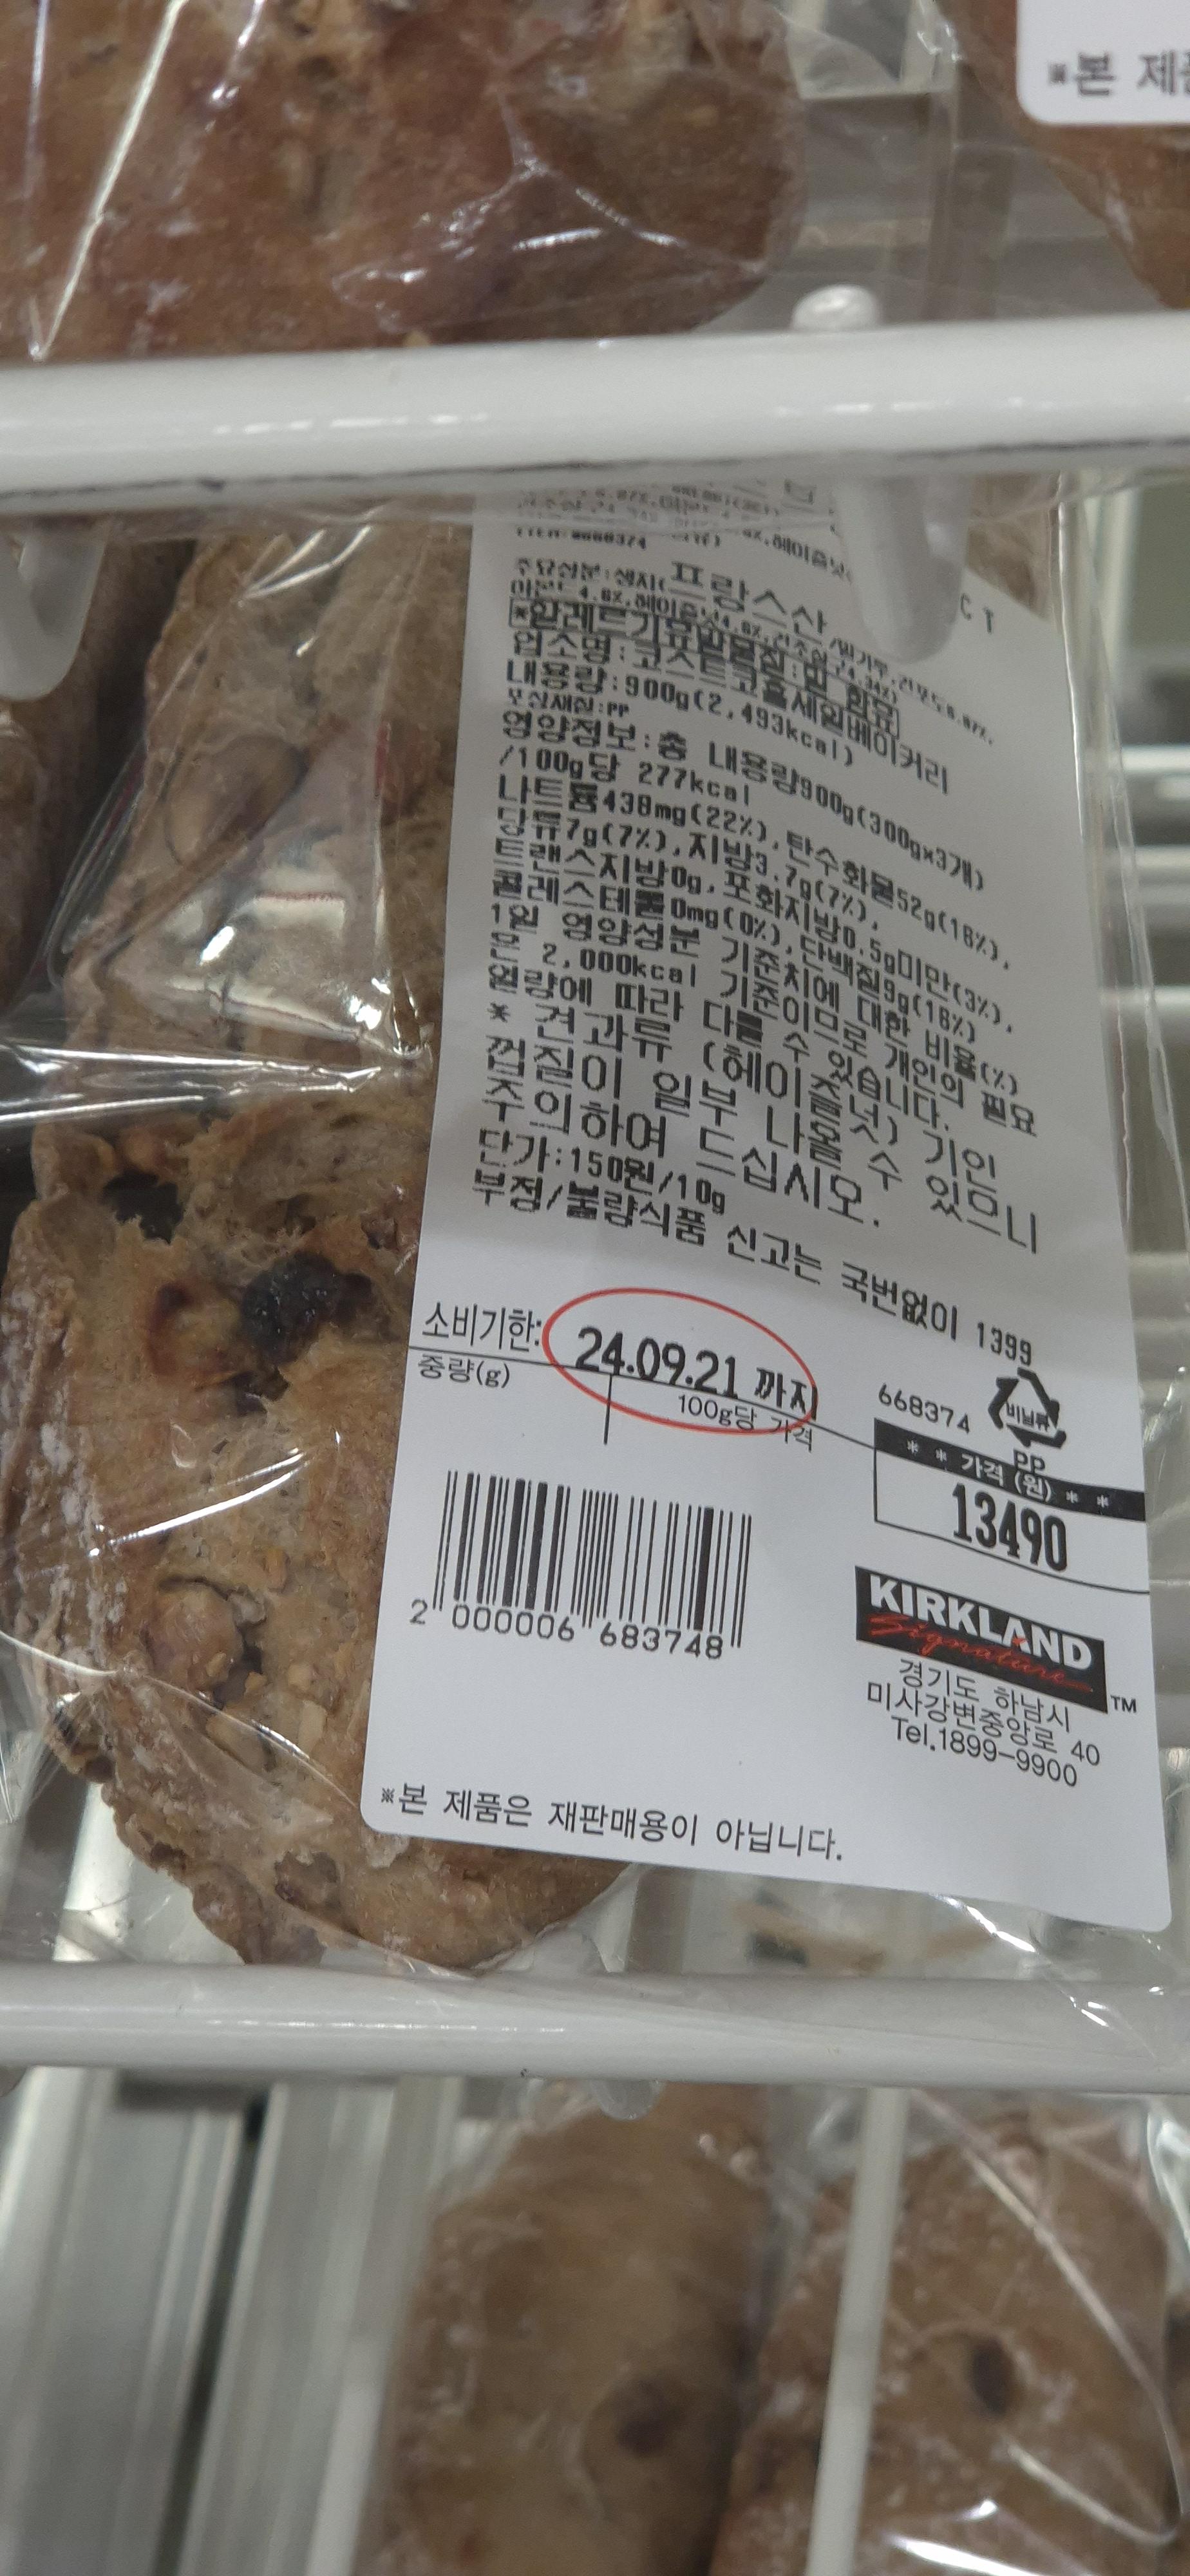 ※본 제품
프랑스산
주요성분:생지(
*알레르기유발물질:밀 함유
업소명:코스트코홀세일베이커리
내용량:900g(2,493kcal)
포장재질:PP
영양정보:총 내용량900g(300gx3개)
/100g당 277kcal
나트륨438mg(22%),탄수화물52g(16%),
당류7g(7%),지방3.7g(7%),
트랜스지방0g,포화지방0.5g미만(3%),
콜레스테롤0mg(0%),단백질9g(16%)
1일 영양성분 기준치에 대한 비율(%)
은 2,000kcal 기준이므로 개인의 필요
열량에 따라 다를 수 있습니다.
* 견과류 (헤이즐넛) 기인
껍질이 일부 나올 수 있으니
주의하여 드십시오.
단가:150원/10g
부정/불량식품 신고는 국번없이 1399
소비기한: 24.09.21 까지
중량(g) 100g당 가격
668374
비닐류
PP
* * 가격 (원) * *
13490
2 000006 683748
KIRKLAND
Signature
TM
경기도 하남시
미사강변중앙로 40
Tel.1899-9900
※본 제품은 재판매용이 아닙니다.